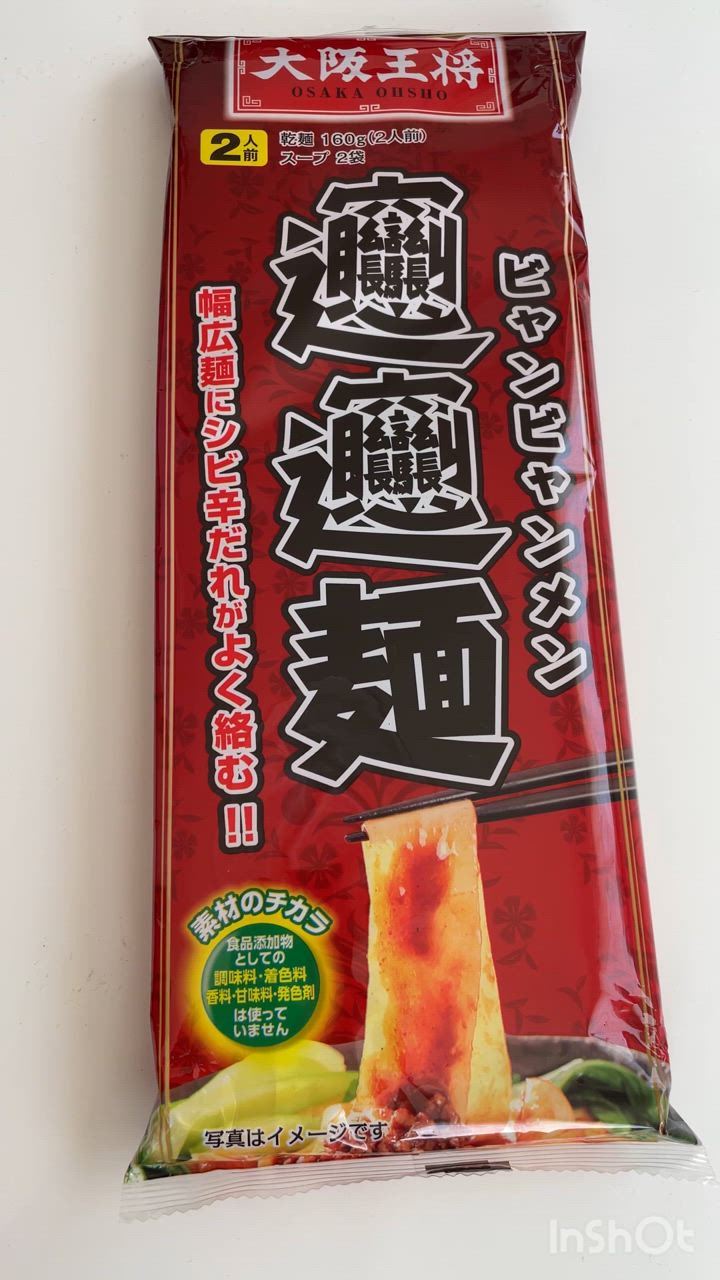 大阪王将
OSAKA OHSHO
2人前
乾麺 160g(2人前)
スープ 2袋
ビャンビャンメン
𰻞𰻞麺
幅広麺にシビ辛だれがよく絡む!!
素材のチカラ
食品添加物
としての
調味料・着色料
香料・甘味料・発色剤
は使って
いません
写真はイメージです
InShOt